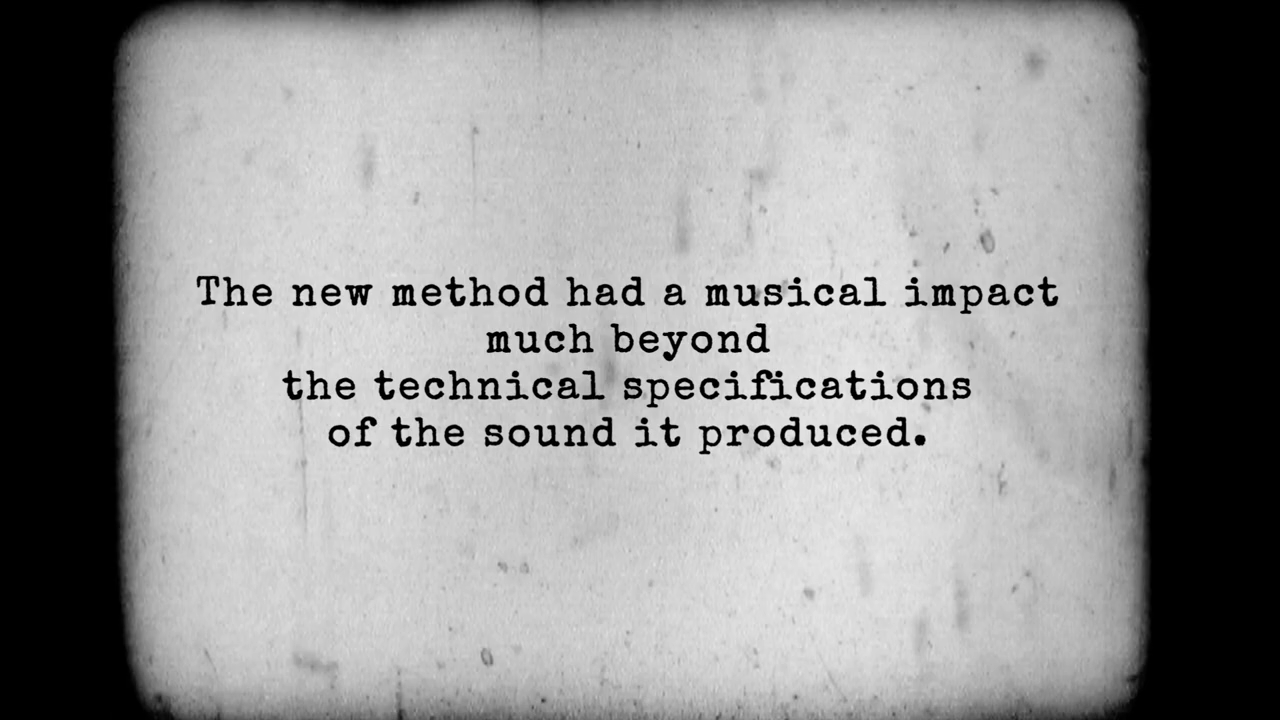 The new method had a musical impact
much beyond
the technical specifications
of the sound it produced.